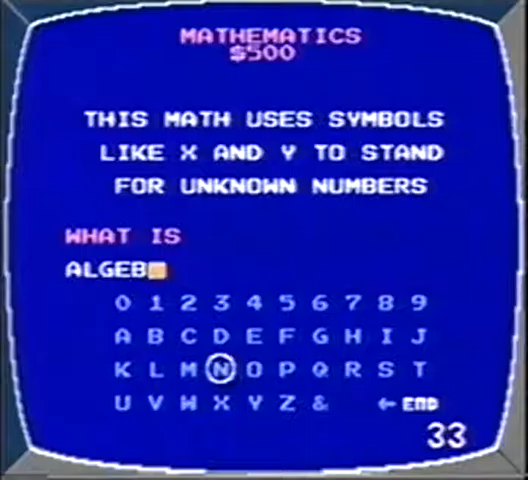 MATHEMATICS
$500
THIS MATH USES SYMBOLS
LIKE X AND Y TO STAND
FOR UNKNOWN NUMBERS
WHAT IS
ALGEB
0 1 2 3 4 5 6 7 8 9
A B C D E F G H I J
K L M N O P Q R S T
U V W X Y Z & ← END
33